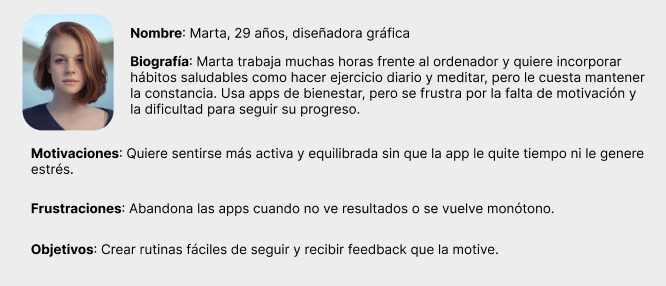 Nombre: Marta, 29 años, diseñadora gráfica
Biografía: Marta trabaja muchas horas frente al ordenador y quiere incorporar
hábitos saludables como hacer ejercicio diario y meditar, pero le cuesta mantener
la constancia. Usa apps de bienestar, pero se frustra por la falta de motivación y
la dificultad para seguir su progreso.
Motivaciones: Quiere sentirse más activa y equilibrada sin que la app le quite tiempo ni le genere
estrés.
Frustraciones: Abandona las apps cuando no ve resultados o se vuelve monótono.
Objetivos: Crear rutinas fáciles de seguir y recibir feedback que la motive.